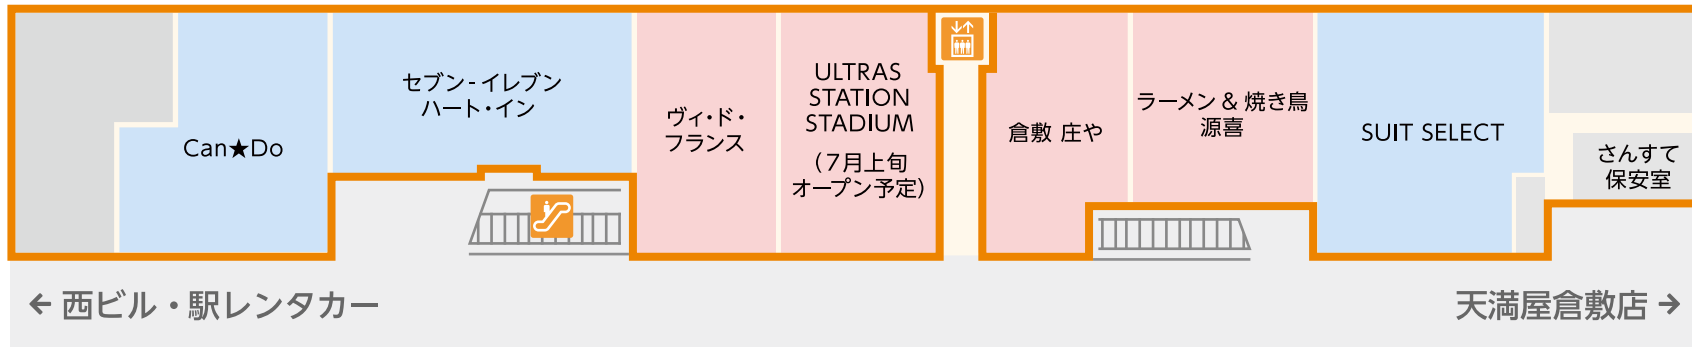 Can★Do
セブン-イレブン
ハート・イン
ヴィ・ド・
フランス
ULTRAS
STATION
STADIUM
（7月上旬
オープン予定）
倉敷 庄や
ラーメン & 焼き鳥
源喜
SUIT SELECT
さんすて
保安室
← 西ビル・駅レンタカー
天満屋倉敷店 →